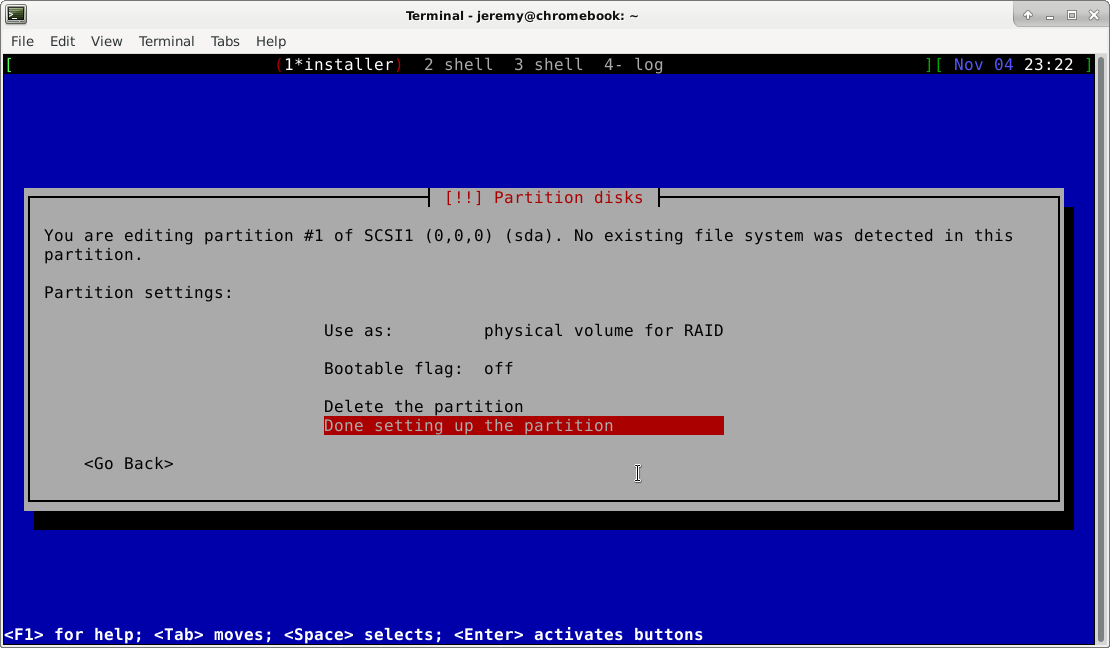 Terminal - jeremy@chromebook: ~
File Edit View Terminal Tabs Help
[ (1*installer) 2 shell 3 shell 4- log ][ Nov 04 23:22 ]
[!!] Partition disks
You are editing partition #1 of SCSI1 (0,0,0) (sda). No existing file system was detected in this
partition.
Partition settings:
Use as: physical volume for RAID
Bootable flag: off
Delete the partition
Done setting up the partition
<Go Back>
<F1> for help; <Tab> moves; <Space> selects; <Enter> activates buttons